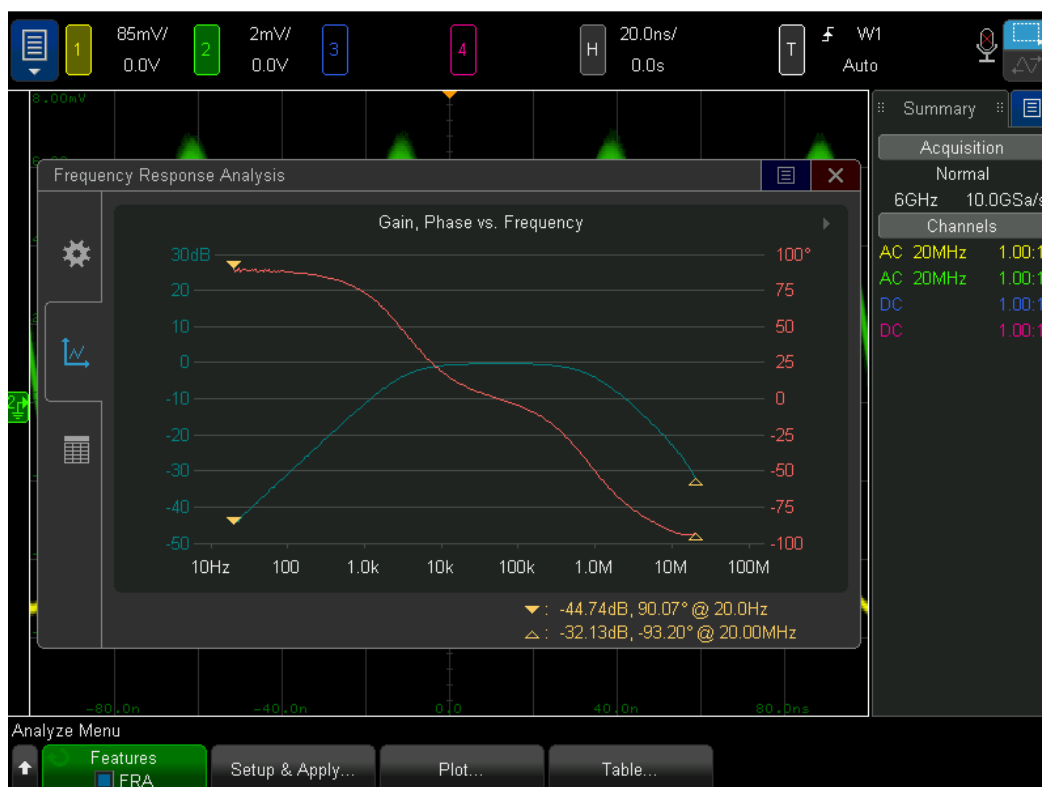 85mV/ 2mV/ 20.0ns/ W1
1 2 3 4 H T
0.0V 0.0V 0.0s Auto
8.00mV
Summary
Acquisition
Normal
6GHz 10.0GSa/s
Channels
AC 20MHz 1.00:1
AC 20MHz 1.00:1
DC 1.00:1
DC 1.00:1
Frequency Response Analysis
Gain, Phase vs. Frequency
30dB 100°
20 75
10 50
0 25
-10 0
-20 -25
-30 -50
-40 -75
-50 -100
10Hz 100 1.0k 10k 100k 1.0M 10M 100M
: -44.74dB, 90.07° @ 20.0Hz
: -32.13dB, -93.20° @ 20.00MHz
2
-80.0n -40.0n 0.0 40.0n 80.0ns
Analyze Menu
Features
FRA
Setup & Apply... Plot... Table...